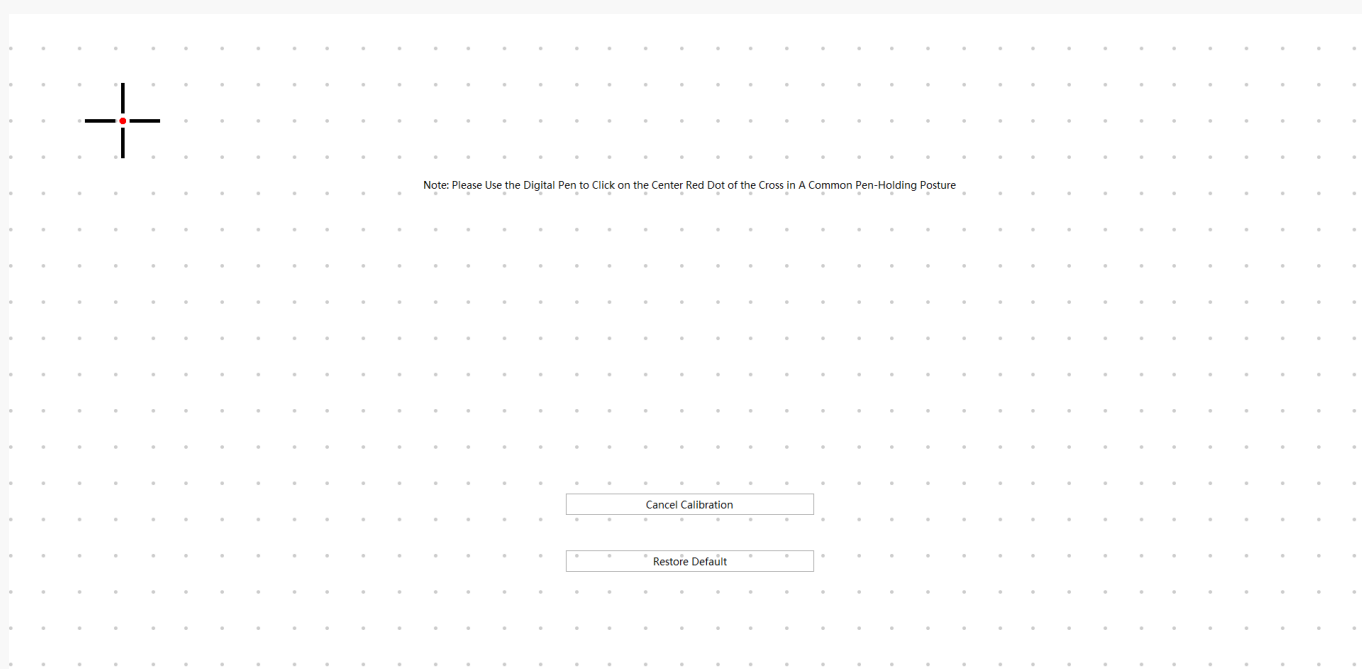 Note: Please Use the Digital Pen to Click on the Center Red Dot of the Cross in A Common Pen-Holding Posture
Cancel Calibration
Restore Default